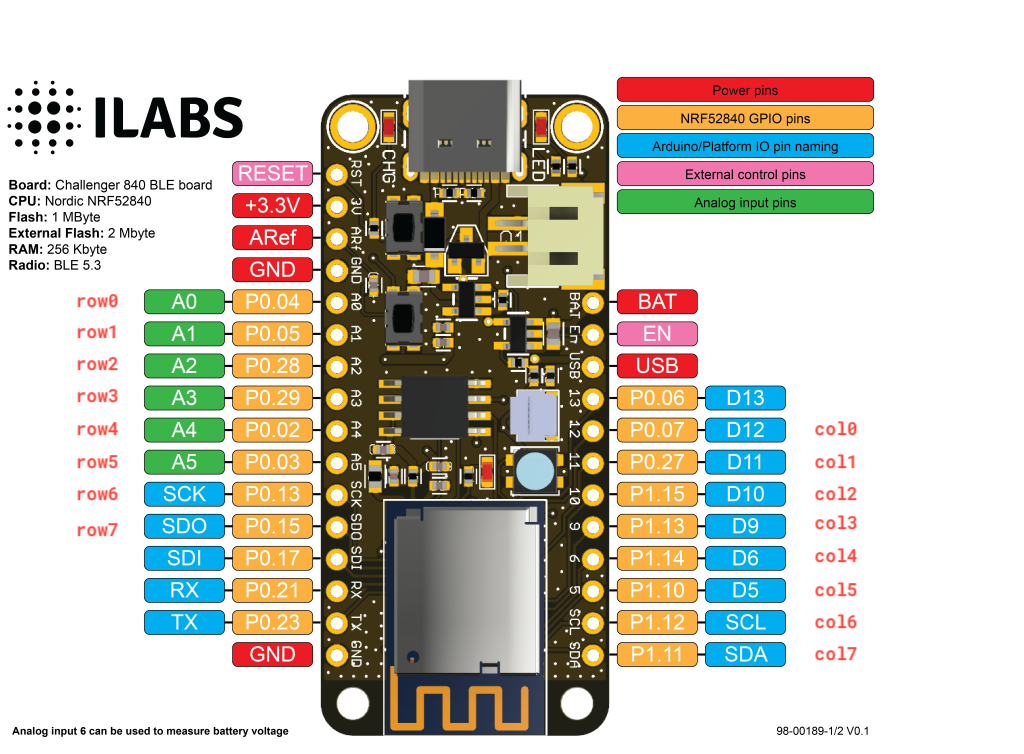 ILABS
Board: Challenger 840 BLE board
CPU: Nordic NRF52840
Flash: 1 MByte
External Flash: 2 Mbyte
RAM: 256 Kbyte
Radio: BLE 5.3
Power pins
NRF52840 GPIO pins
Arduino/Platform IO pin naming
External control pins
Analog input pins
CHG
LED
RESET RST
+3.3V 3V
ARef ARf
GND GND
row0 A0 P0.04 A0
row1 A1 P0.05 A1
row2 A2 P0.28 A2
row3 A3 P0.29 A3
row4 A4 P0.02 A4
row5 A5 P0.03 A5
row6 SCK P0.13 SCK
row7 SDO P0.15 SDO
SDI P0.17 SDI
RX P0.21 RX
TX P0.23 TX
GND GND
BAT BAT
En EN
USB USB
13 P0.06 D13
12 P0.07 D12 col0
11 P0.27 D11 col1
10 P1.15 D10 col2
9 P1.13 D9 col3
6 P1.14 D6 col4
5 P1.10 D5 col5
SCL P1.12 SCL col6
SDA P1.11 SDA col7
Analog input 6 can be used to measure battery voltage
98-00189-1/2 V0.1